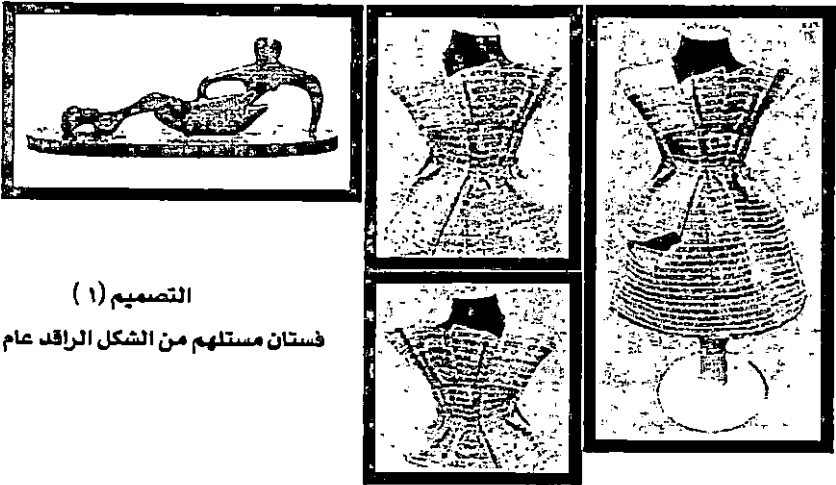 التصميم (١)
فستان مستلهم من الشكل الراقد عام